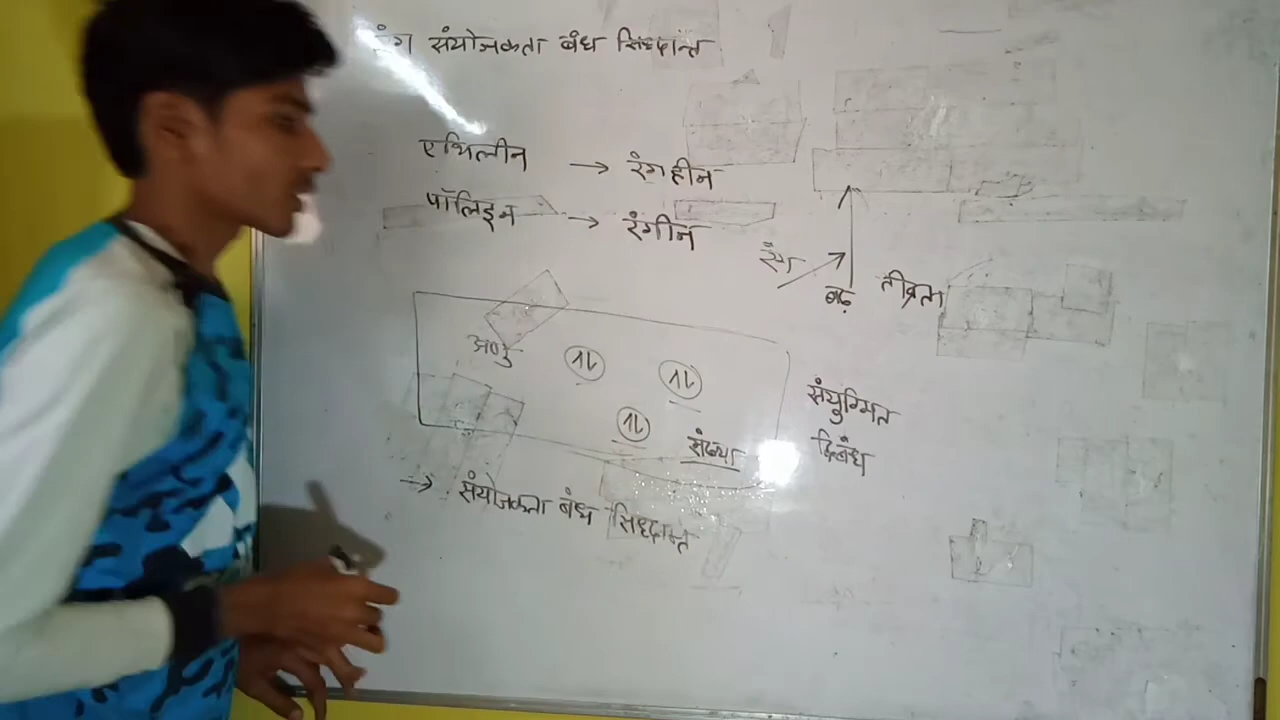 रंग संयोजकता बंध सिध्दान्त
एथिलीन → रंगहीन
पॉलिइन → रंगीन
रंग
बढ़ तीव्रता
अणु
संयुग्मित
द्विबंध
संख्या
→ संयोजकता बंध सिध्दान्त